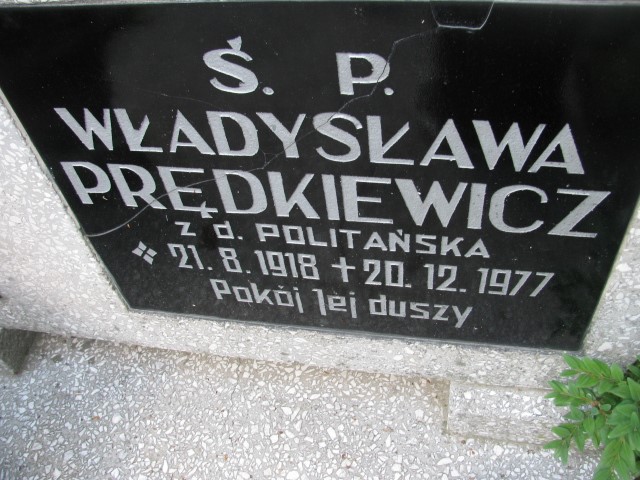 Ś. P.
WŁADYSŁAWA
PRĘDKIEWICZ
z d. POLITAŃSKA
21. 8. 1918 + 20. 12. 1977
Pokój Jej duszy